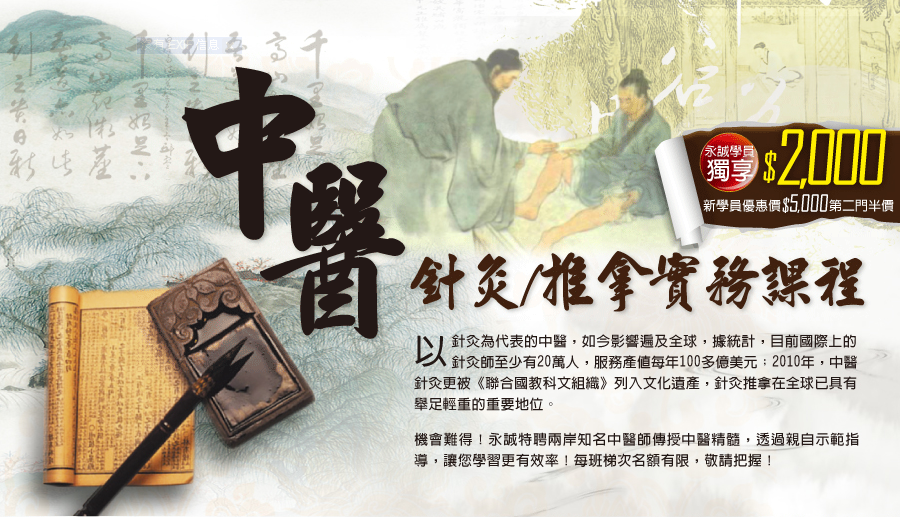 中醫
永誠學員
獨享
$2,000
新學員優惠價$5,000第二門半價
針灸/推拿實務課程
以針灸為代表的中醫，如今影響遍及全球，據統計，目前國際上的
針灸師至少有20萬人，服務產值每年100多億美元；2010年，中醫
針灸更被《聯合國教科文組織》列入文化遺產，針灸推拿在全球已具有
舉足輕重的重要地位。
機會難得！永誠特聘兩岸知名中醫師傳授中醫精髓，透過親自示範指
導，讓您學習更有效率！每班梯次名額有限，敬請把握！